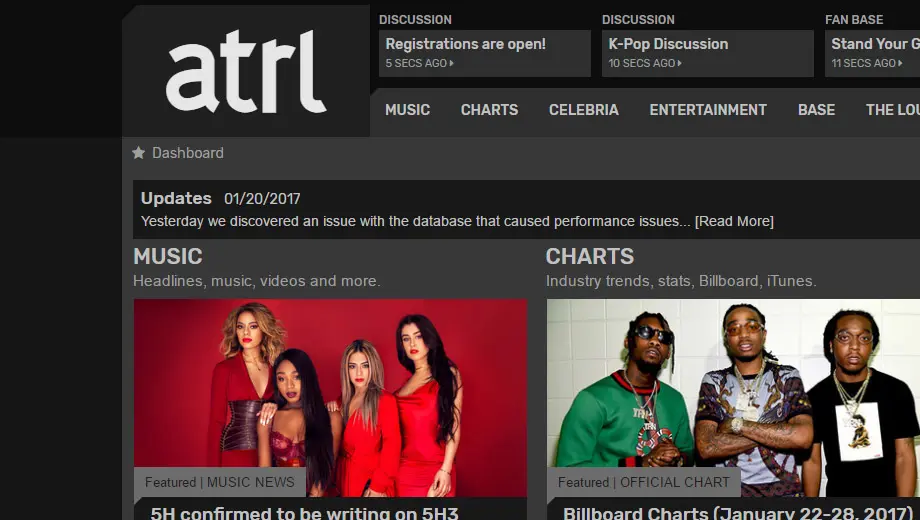 atrl
DISCUSSION
Registrations are open!
5 SECS AGO
DISCUSSION
K-Pop Discussion
10 SECS AGO
FAN BASE
Stand Your G
11 SECS AGO
MUSIC CHARTS CELEBRIA ENTERTAINMENT BASE THE LOU
Dashboard
Updates 01/20/2017
Yesterday we discovered an issue with the database that caused performance issues... [Read More]
MUSIC
Headlines, music, videos and more.
Featured | MUSIC NEWS
5H confirmed to be writing on 5H3
CHARTS
Industry trends, stats, Billboard, iTunes.
Featured | OFFICIAL CHART
Billboard Charts (January 22-28, 2017)